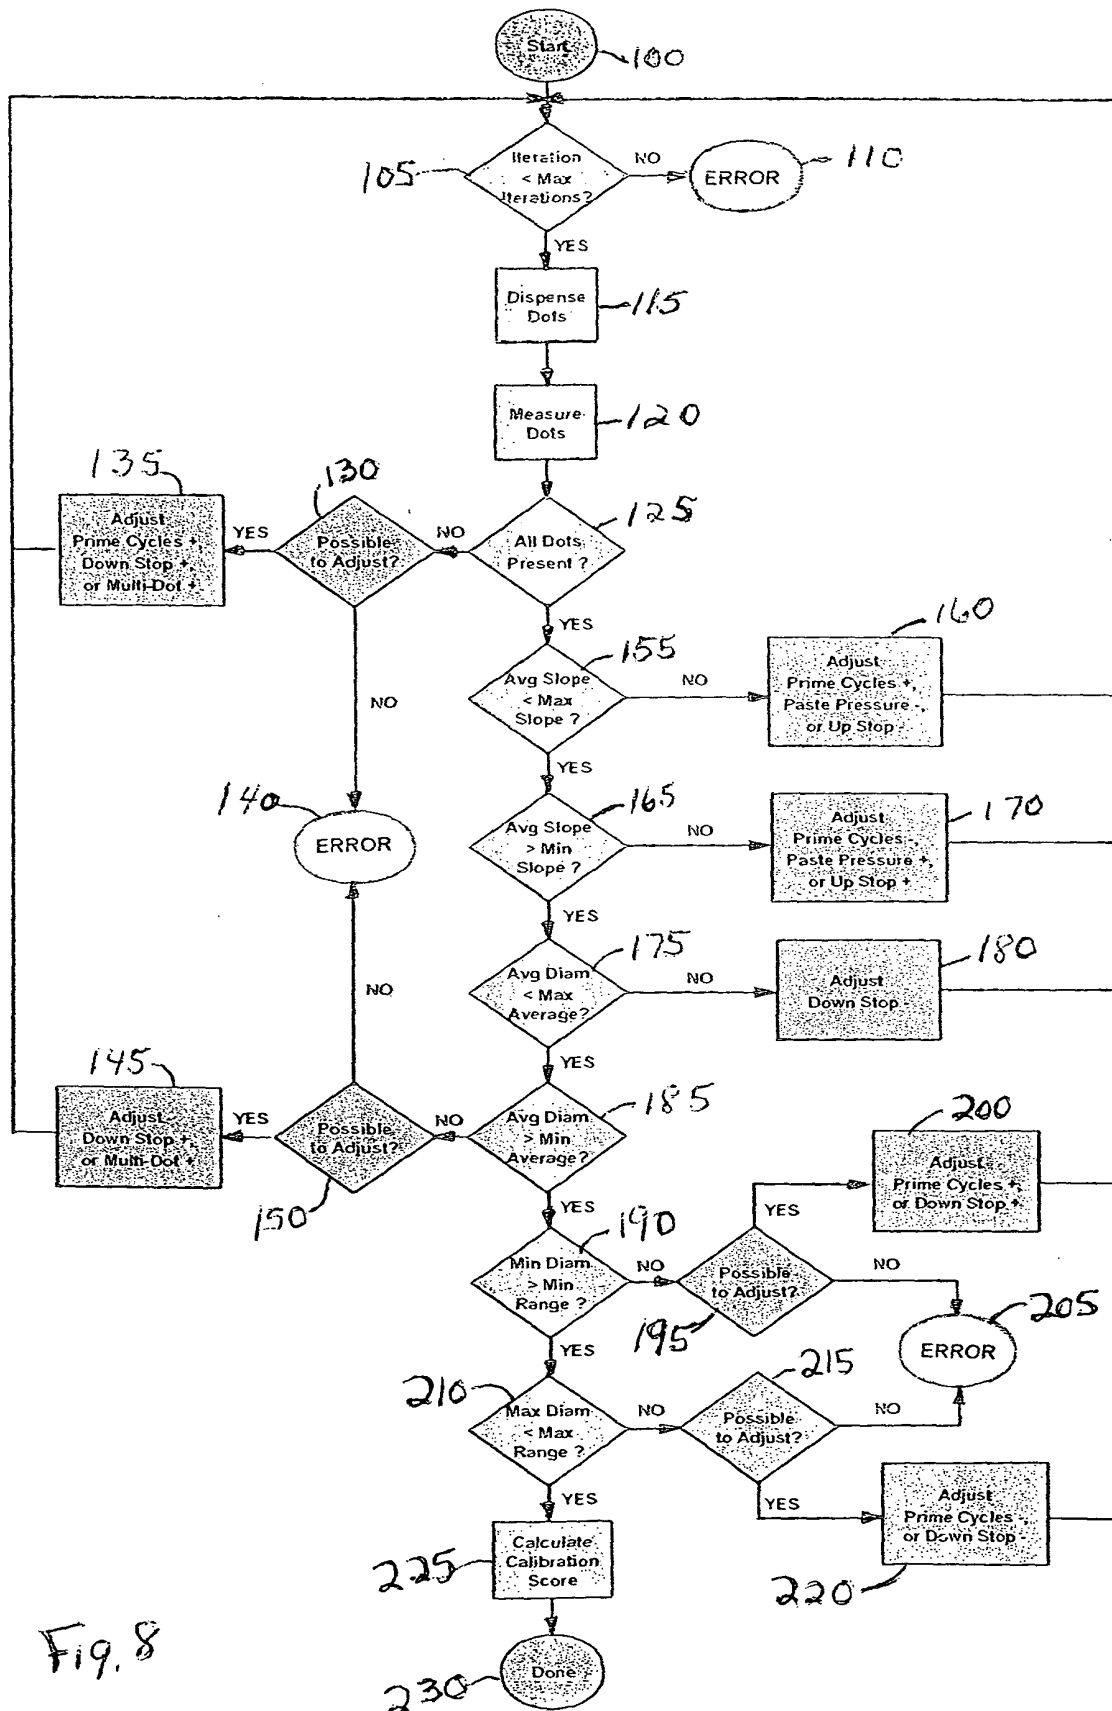 Start
100
Iteration
< Max
Iterations?
105
NO
ERROR
110
YES
Dispense
Dots
115
Measure
Dots
120
135
Adjust
Prime Cycles +,
Down Stop +,
or Multi-Dot +
YES
130
Possible
to Adjust?
NO
All Dots
Present ?
125
YES
NO
155
Avg Slope
< Max
Slope ?
NO
160
Adjust
Prime Cycles +,
Paste Pressure -,
or Up Stop -
YES
140
ERROR
165
Avg Slope
> Min
Slope ?
NO
170
Adjust
Prime Cycles -,
Paste Pressure +,
or Up Stop +
YES
175
Avg Diam
< Max
Average?
NO
180
Adjust
Down Stop -
NO
YES
145
Adjust
Down Stop +
or Multi-Dot +
YES
Possible
to Adjust?
150
NO
Avg Diam
> Min
Average?
185
YES
200
Adjust
Prime Cycles +,
or Down Stop +
190
Min Diam
> Min
Range ?
NO
YES
Possible
to Adjust?
195
NO
205
ERROR
YES
210
Max Diam
< Max
Range ?
NO
215
Possible
to Adjust?
NO
YES
YES
Adjust
Prime Cycles -,
or Down Stop -
220
Calculate
Calibration
Score
225
Done
230
Fig. 8